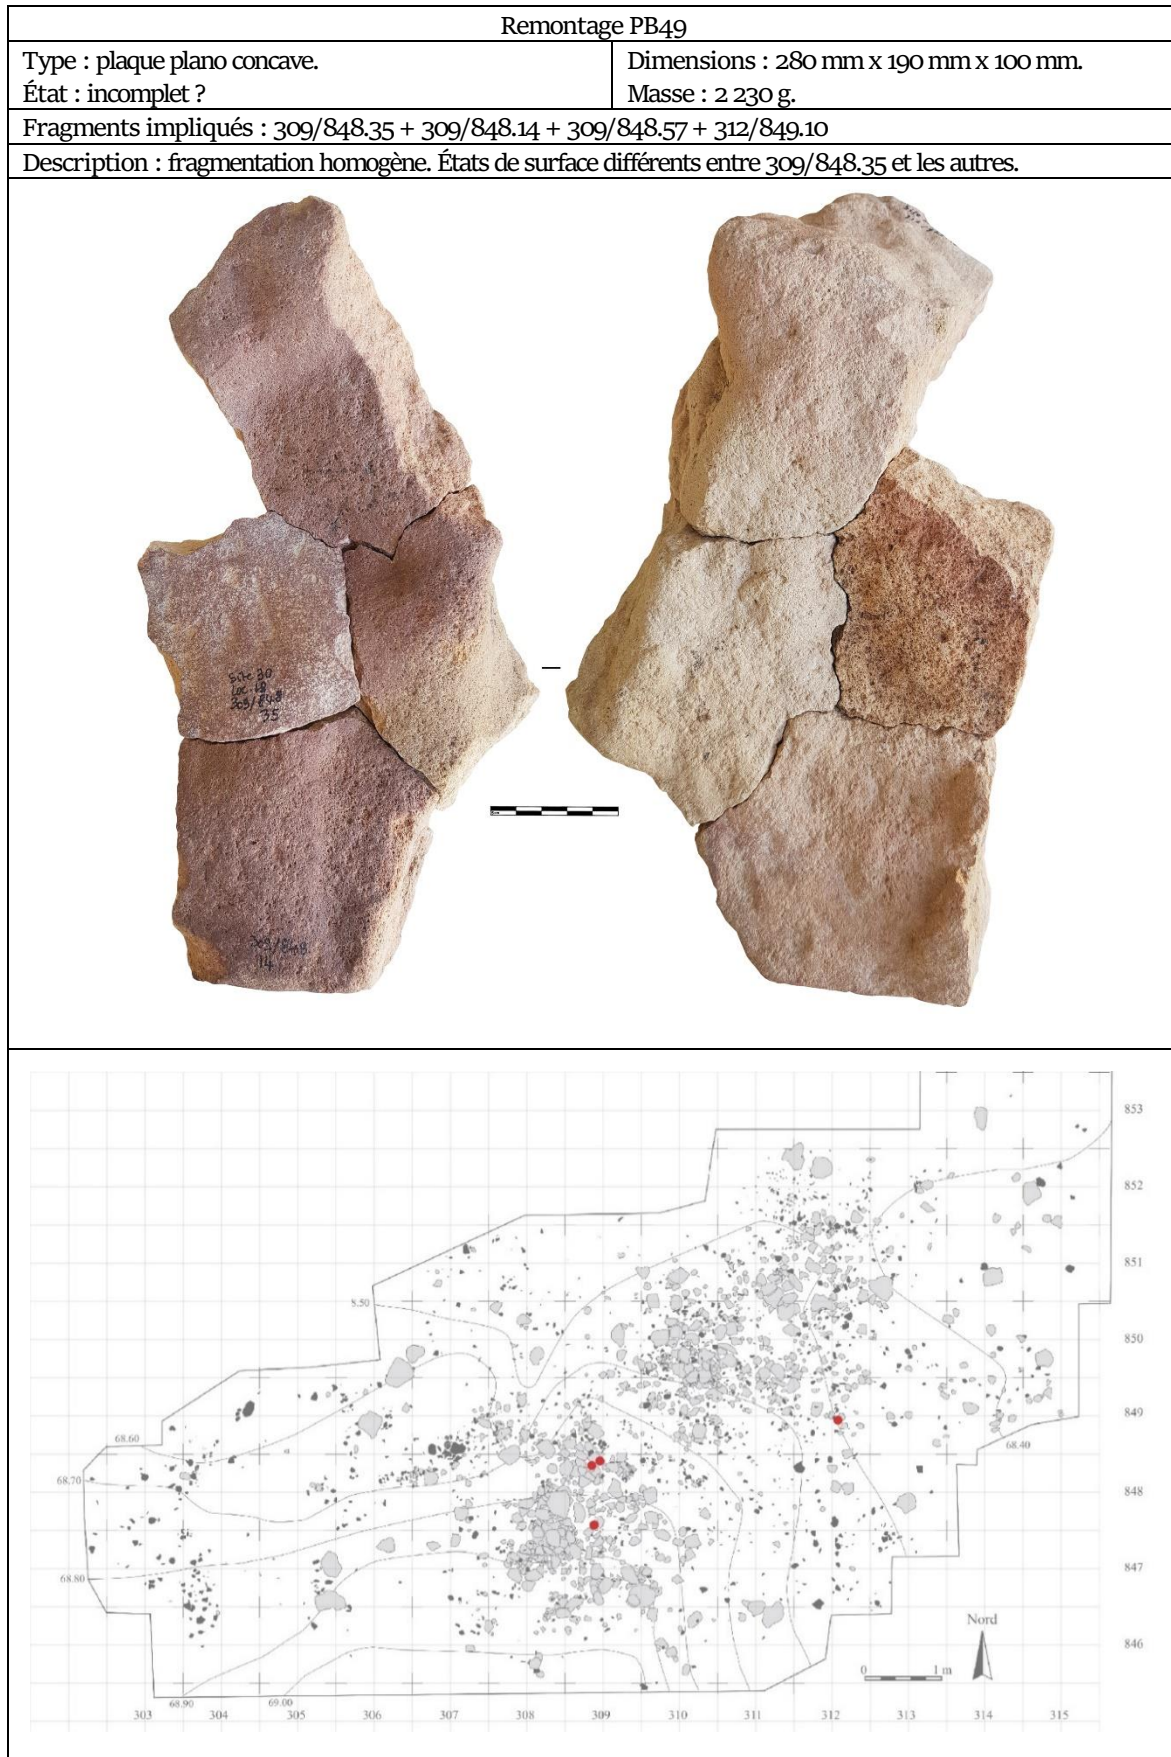 Remontage PB49
Type : plaque plano concave.
État : incomplet ?
Dimensions : 280 mm x 190 mm x 100 mm.
Masse : 2 230 g.
Fragments impliqués : 309/848.35 + 309/848.14 + 309/848.57 + 312/849.10
Description : fragmentation homogène. États de surface différents entre 309/848.35 et les autres.
Site 30
Loc. 
309/848
35
309/848
14
853
852
851
5.50
850
849
68.60
68.40
68.70
848
847
68.80
Nord
846
0 1 m
68.90 69.00
303 304 305 306 307 308 309 310 311 312 313 314 315